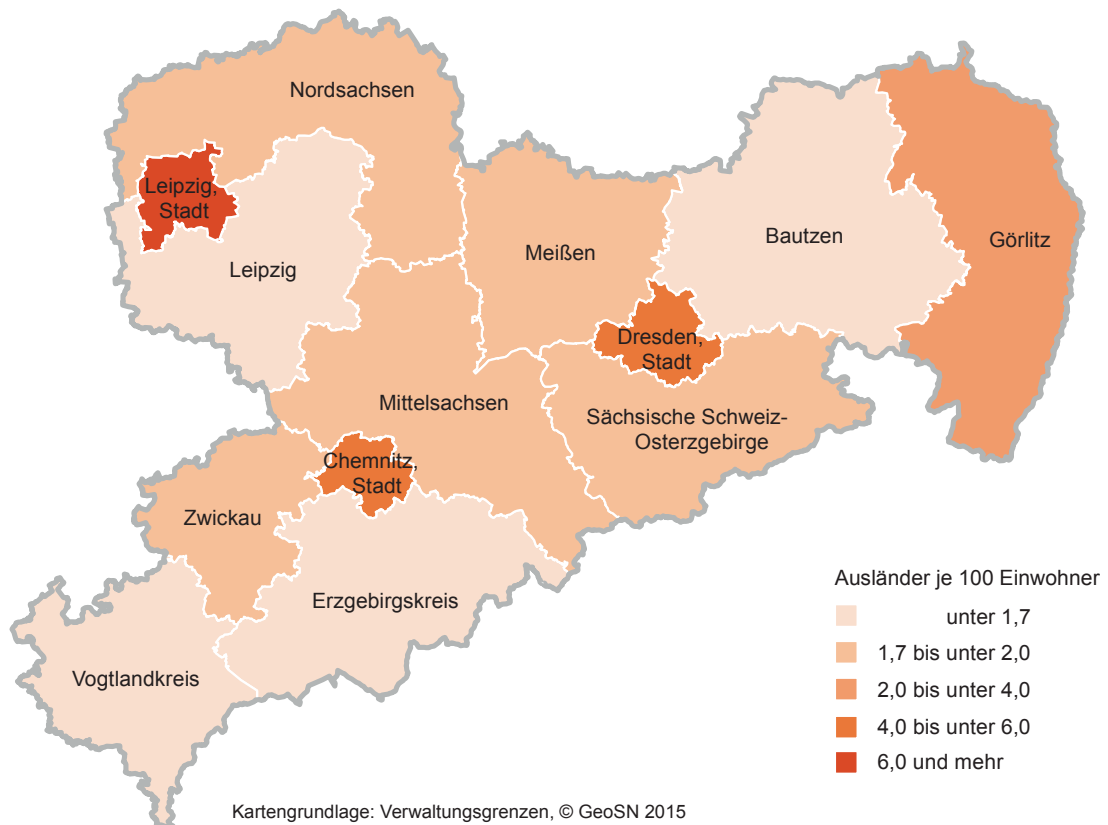 Nordsachsen
Leipzig,
Stadt
Leipzig
Meißen
Bautzen
Görlitz
Dresden,
Stadt
Mittelsachsen
Sächsische Schweiz-
Osterzgebirge
Chemnitz,
Stadt
Zwickau
Erzgebirgskreis
Vogtlandkreis
Ausländer je 100 Einwohner
unter 1,7
1,7 bis unter 2,0
2,0 bis unter 4,0
4,0 bis unter 6,0
6,0 und mehr
Kartengrundlage: Verwaltungsgrenzen, © GeoSN 2015